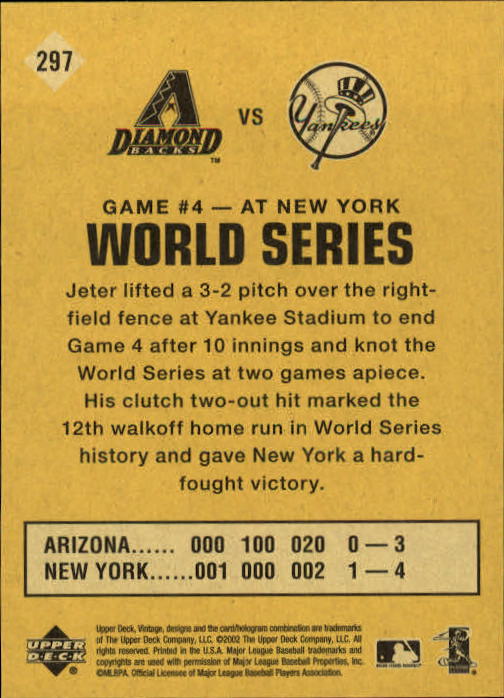 297
DIAMOND
BACKS
TM
VS
Yankees
GAME #4 — AT NEW YORK
WORLD SERIES
Jeter lifted a 3-2 pitch over the right-
field fence at Yankee Stadium to end
Game 4 after 10 innings and knot the
World Series at two games apiece.
His clutch two-out hit marked the
12th walkoff home run in World Series
history and gave New York a hard-
fought victory.
ARIZONA...... 000 100 020 0 — 3
NEW YORK......001 000 002 1 — 4
UPPER
DECK
®
Upper Deck, Vintage, designs and the card/hologram combination are trademarks
of The Upper Deck Company, LLC. ©2002 The Upper Deck Company, LLC. All
rights reserved. Printed in the U.S.A. Major League Baseball trademarks and
copyrights are used with permission of Major League Baseball Properties, Inc.
©MLBPA, Official Licensee of Major League Baseball Players Association.